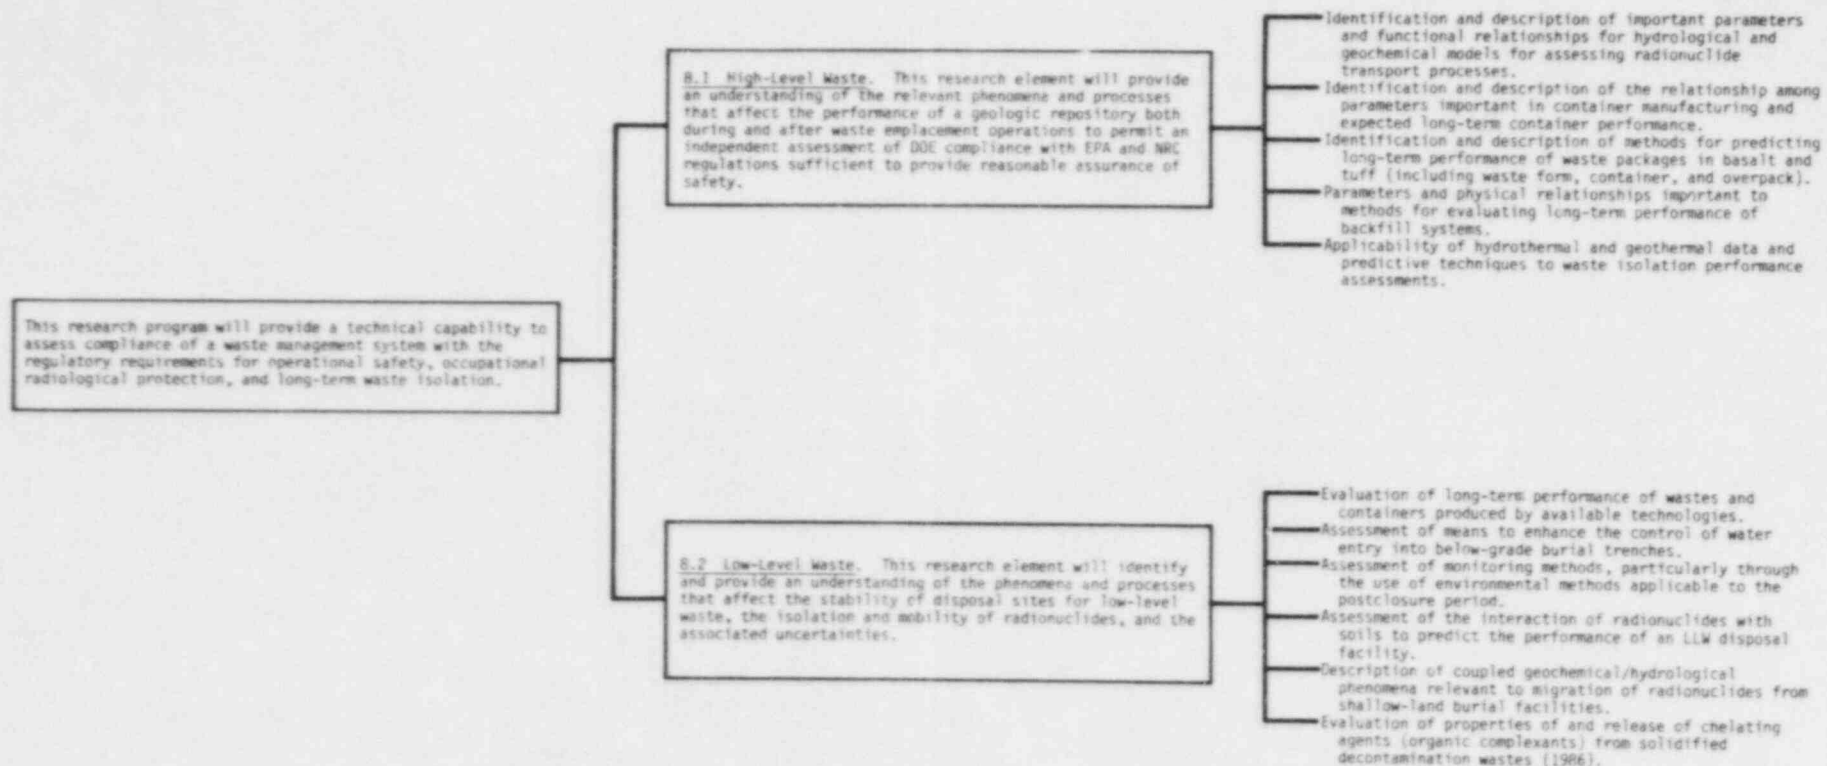 This research program will provide a technical capability to
assess compliance of a waste management system with the
regulatory requirements for operational safety, occupational
radiological protection, and long-term waste isolation.
8.1 High-Level Waste. This research element will provide
an understanding of the relevant phenomena and processes
that affect the performance of a geologic repository both
during and after waste emplacement operations to permit an
independent assessment of DOE compliance with EPA and NRC
regulations sufficient to provide reasonable assurance of
safety.
Identification and description of important parameters
and functional relationships for hydrological and
geochemical models for assessing radionuclide
transport processes.
Identification and description of the relationship among
parameters important in container manufacturing and
expected long-term container performance.
Identification and description of methods for predicting
long-term performance of waste packages in basalt and
tuff (including waste form, container, and overpack).
Parameters and physical relationships important to
methods for evaluating long-term performance of
backfill systems.
Applicability of hydrothermal and geothermal data and
predictive techniques to waste isolation performance
assessments.
8.2 Low-Level Waste. This research element will identify
and provide an understanding of the phenomena and processes
that affect the stability of disposal sites for low-level
waste, the isolation and mobility of radionuclides, and the
associated uncertainties.
Evaluation of long-term performance of wastes and
containers produced by available technologies.
Assessment of means to enhance the control of water
entry into below-grade burial trenches.
Assessment of monitoring methods, particularly through
the use of environmental methods applicable to the
postclosure period.
Assessment of the interaction of radionuclides with
soils to predict the performance of an LLW disposal
facility.
Description of coupled geochemical/hydrological
phenomena relevant to migration of radionuclides from
shallow-land burial facilities.
Evaluation of properties of and release of chelating
agents (organic complexants) from solidified
decontamination wastes (1986).